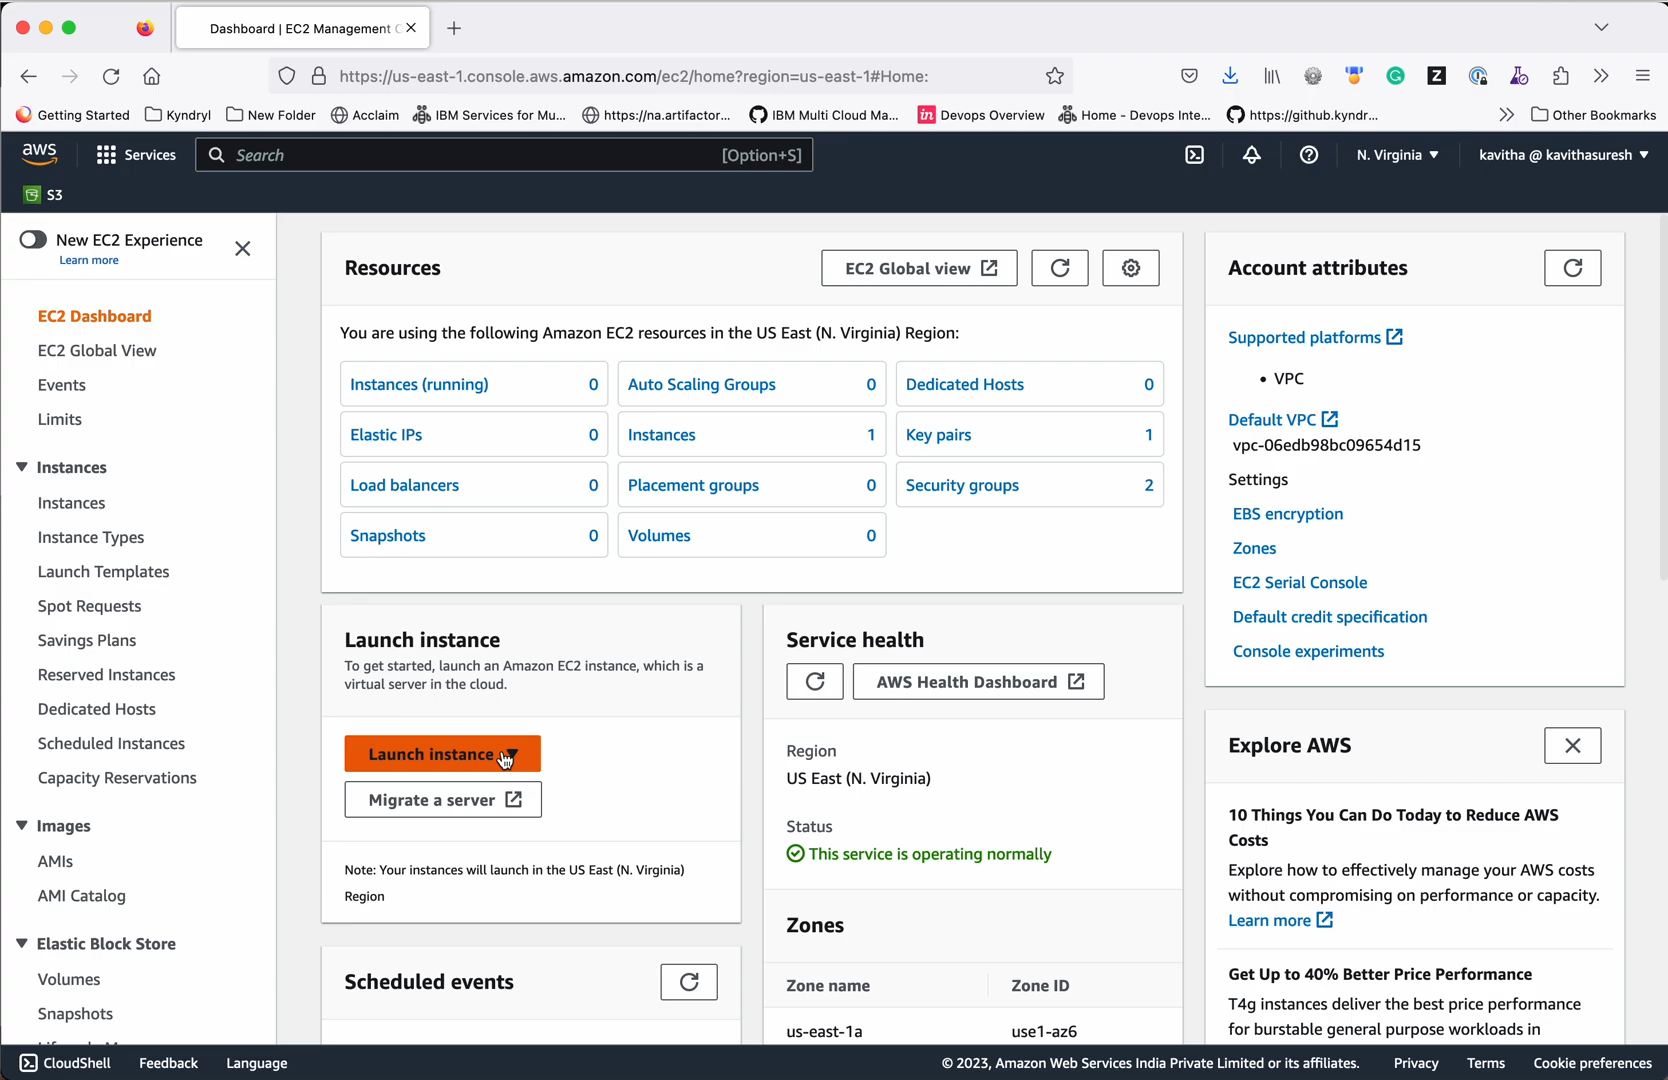 Dashboard | EC2 Management C
https://us-east-1.console.aws.amazon.com/ec2/home?region=us-east-1#Home:
Getting Started
Kyndryl
New Folder
Acclaim
IBM Services for Mu...
https://na.artifactor...
IBM Multi Cloud Ma...
Devops Overview
Home - Devops Inte...
https://github.kyndr...
Other Bookmarks
aws
Services
Search
[Option+S]
N. Virginia
kavitha @ kavithasuresh
S3
New EC2 Experience
Learn more
EC2 Dashboard
EC2 Global View
Events
Limits
Instances
Instances
Instance Types
Launch Templates
Spot Requests
Savings Plans
Reserved Instances
Dedicated Hosts
Scheduled Instances
Capacity Reservations
Images
AMIs
AMI Catalog
Elastic Block Store
Volumes
Snapshots
Resources
EC2 Global view
You are using the following Amazon EC2 resources in the US East (N. Virginia) Region:
Instances (running) 0
Auto Scaling Groups 0
Dedicated Hosts 0
Elastic IPs 0
Instances 1
Key pairs 1
Load balancers 0
Placement groups 0
Security groups 2
Snapshots 0
Volumes 0
Launch instance
To get started, launch an Amazon EC2 instance, which is a
virtual server in the cloud.
Launch instance
Migrate a server
Note: Your instances will launch in the US East (N. Virginia)
Region
Scheduled events
Service health
AWS Health Dashboard
Region
US East (N. Virginia)
Status
This service is operating normally
Zones
Zone name
Zone ID
us-east-1a
use1-az6
Account attributes
Supported platforms
• VPC
Default VPC
vpc-06edb98bc09654d15
Settings
EBS encryption
Zones
EC2 Serial Console
Default credit specification
Console experiments
Explore AWS
10 Things You Can Do Today to Reduce AWS
Costs
Explore how to effectively manage your AWS costs
without compromising on performance or capacity.
Learn more
Get Up to 40% Better Price Performance
T4g instances deliver the best price performance
for burstable general purpose workloads in
CloudShell
Feedback
Language
© 2023, Amazon Web Services India Private Limited or its affiliates.
Privacy
Terms
Cookie preferences